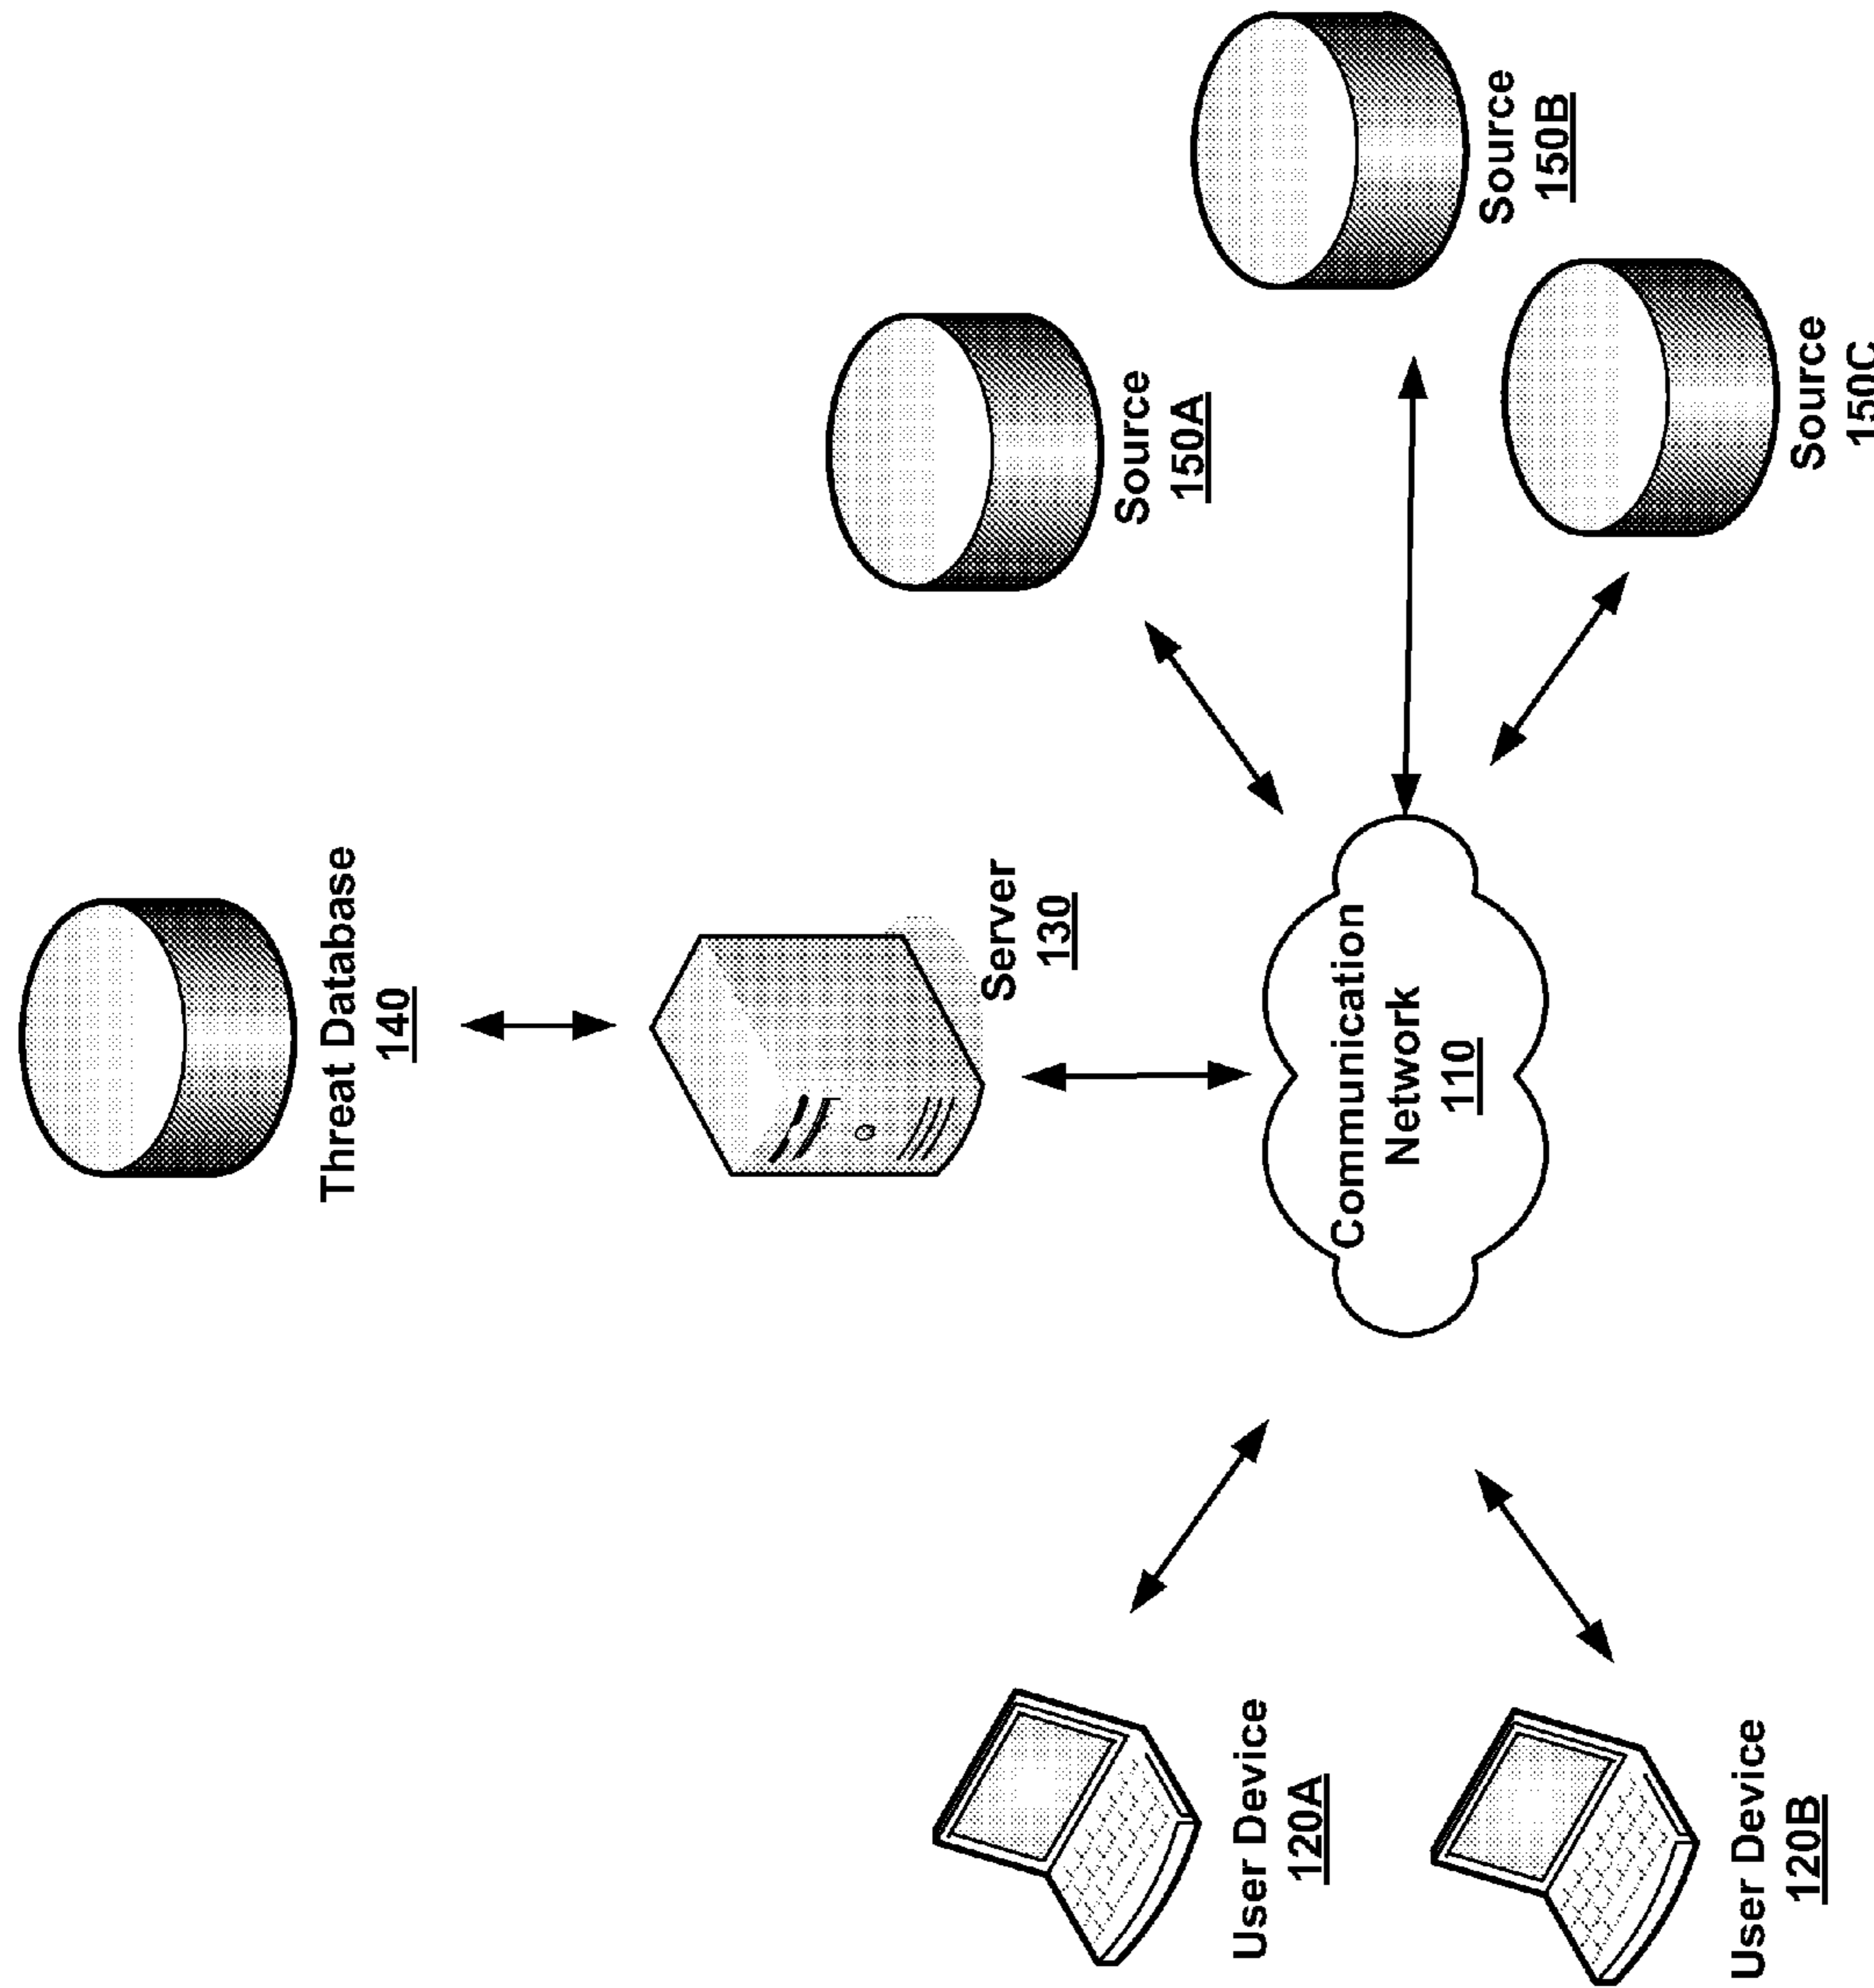 Threat Database
140
Server
130
Communication
Network
110
User Device
120A
User Device
120B
Source
150A
Source
150B
Source
150C